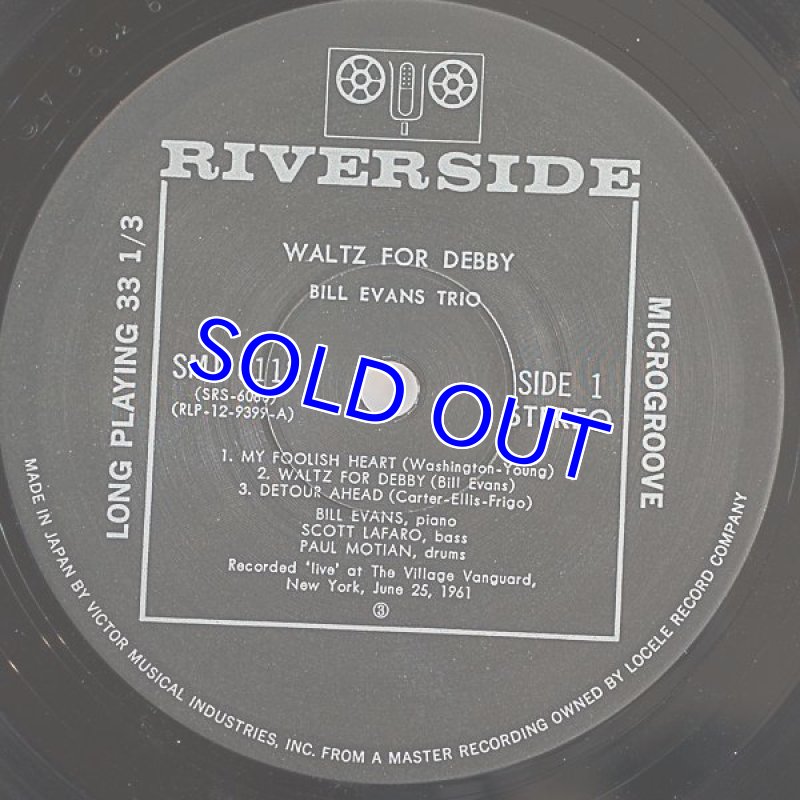 RIVERSIDE
WALTZ FOR DEBBY
BILL EVANS TRIO
SOLD OUT
(RLP-12-9399-A)
SIDE 1
STEREO
1. MY FOOLISH HEART (Washington-Young)
2. WALTZ FOR DEBBY (Bill Evans)
3. DETOUR AHEAD (Carter-Ellis-Frigo)
BILL EVANS, piano
SCOTT LAFARO, bass
PAUL MOTIAN, drums
Recorded 'live' at The Village Vanguard,
New York, June 25, 1961
③
LONG PLAYING 33 1/3
MICROGROOVE
MADE IN JAPAN BY VICTOR MUSICAL INDUSTRIES, INC. FROM A MASTER RECORDING OWNED BY LOCELE RECORD COMPANY